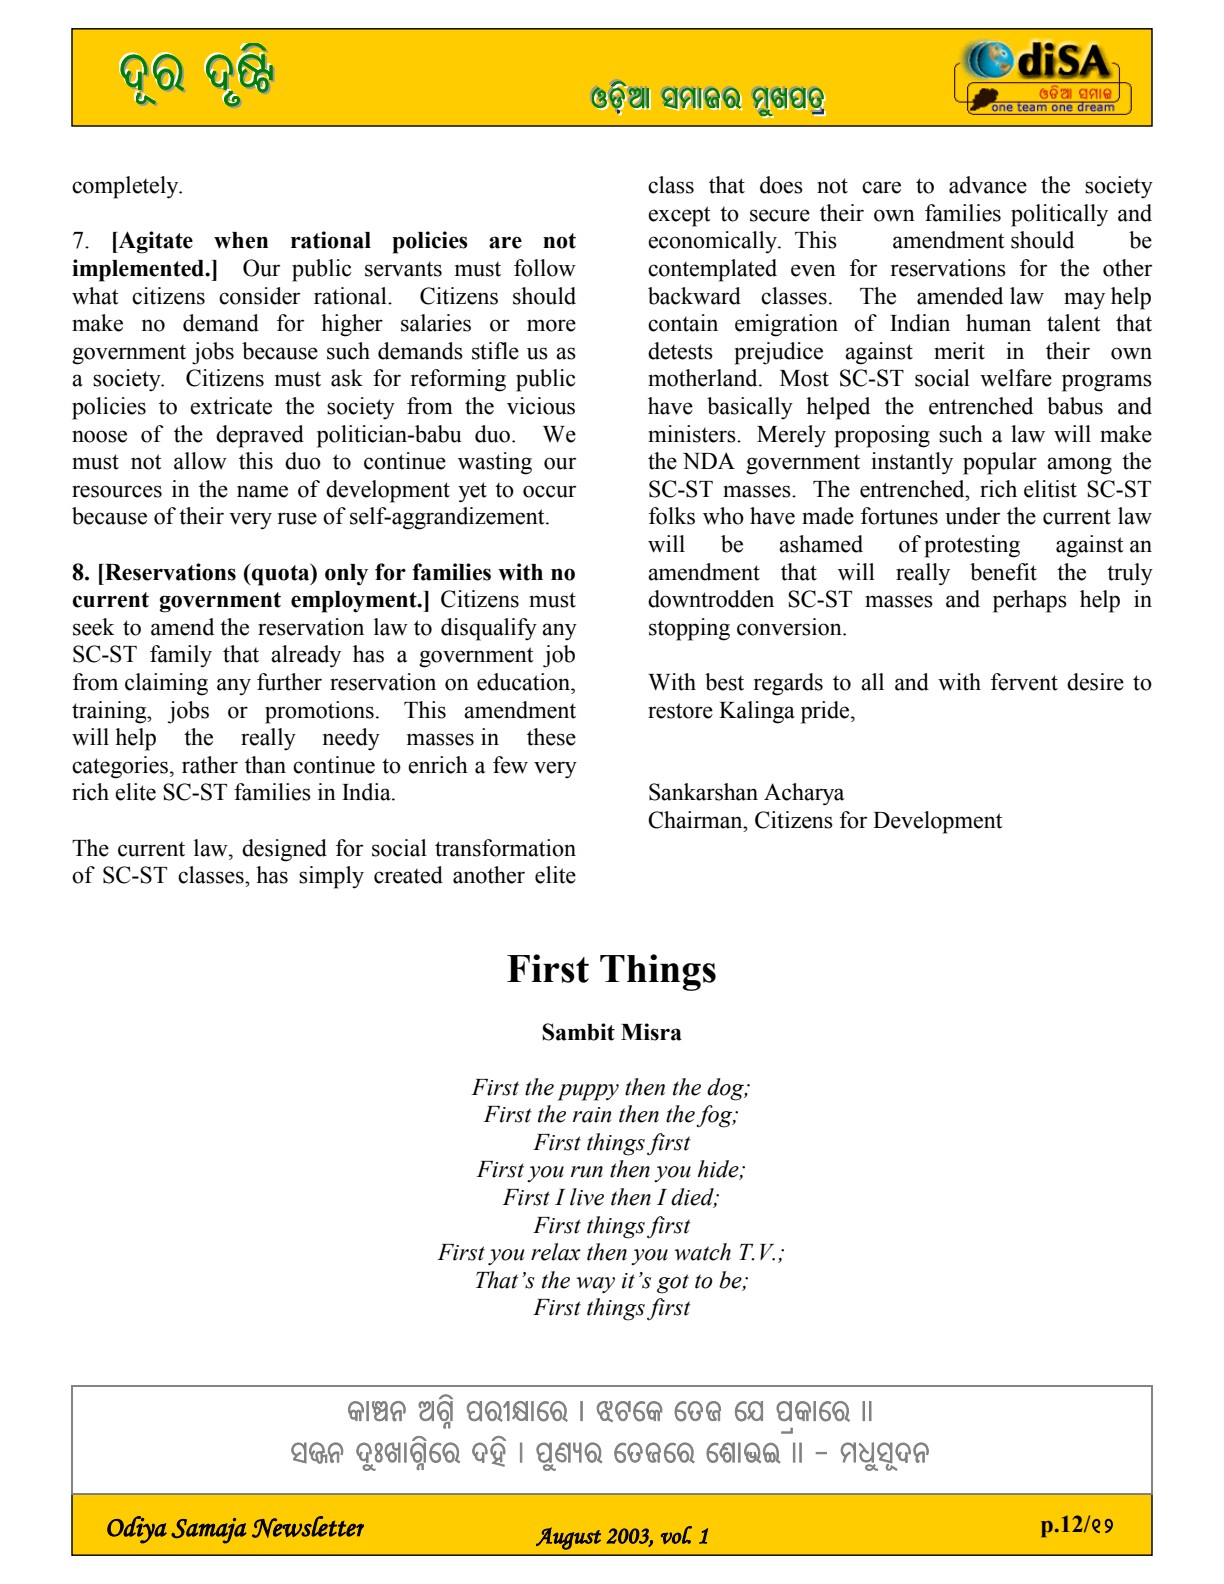 ଦୂର ଦୃଷ୍ଟି
ଓଡ଼ିଆ ସମାଜର ମୁଖପତ୍ର
OdiSA
ଓଡ଼ିଆ ସମାଜ
one team one dream
completely.
7. [Agitate when rational policies are not
implemented.] Our public servants must follow
what citizens consider rational. Citizens should
make no demand for higher salaries or more
government jobs because such demands stifle us as
a society. Citizens must ask for reforming public
policies to extricate the society from the vicious
noose of the depraved politician-babu duo. We
must not allow this duo to continue wasting our
resources in the name of development yet to occur
because of their very ruse of self-aggrandizement.
8. [Reservations (quota) only for families with no
current government employment.] Citizens must
seek to amend the reservation law to disqualify any
SC-ST family that already has a government job
from claiming any further reservation on education,
training, jobs or promotions. This amendment
will help the really needy masses in these
categories, rather than continue to enrich a few very
rich elite SC-ST families in India.
The current law, designed for social transformation
of SC-ST classes, has simply created another elite
class that does not care to advance the society
except to secure their own families politically and
economically. This amendment should be
contemplated even for reservations for the other
backward classes. The amended law may help
contain emigration of Indian human talent that
detests prejudice against merit in their own
motherland. Most SC-ST social welfare programs
have basically helped the entrenched babus and
ministers. Merely proposing such a law will make
the NDA government instantly popular among the
SC-ST masses. The entrenched, rich elitist SC-ST
folks who have made fortunes under the current law
will be ashamed of protesting against an
amendment that will really benefit the truly
downtrodden SC-ST masses and perhaps help in
stopping conversion.
With best regards to all and with fervent desire to
restore Kalinga pride,
Sankarshan Acharya
Chairman, Citizens for Development
First Things
Sambit Misra
First the puppy then the dog;
First the rain then the fog;
First things first
First you run then you hide;
First I live then I died;
First things first
First you relax then you watch T.V.;
That's the way it's got to be;
First things first
କାଞ୍ଚନ ଅଗ୍ନି ପରୀକ୍ଷାରେ । ଝଟକେ ତେଜ ଯେ ପ୍ରକାରେ ॥
ସଜ୍ଜନ ଦୁଃଖାଗ୍ନିରେ ଦହି । ପୁଣ୍ୟର ତେଜରେ ଶୋଭଇ ॥ – ମଧୁସୂଦନ
Odiya Samaja Newsletter
August 2003, vol. 1
p.12/୧୨